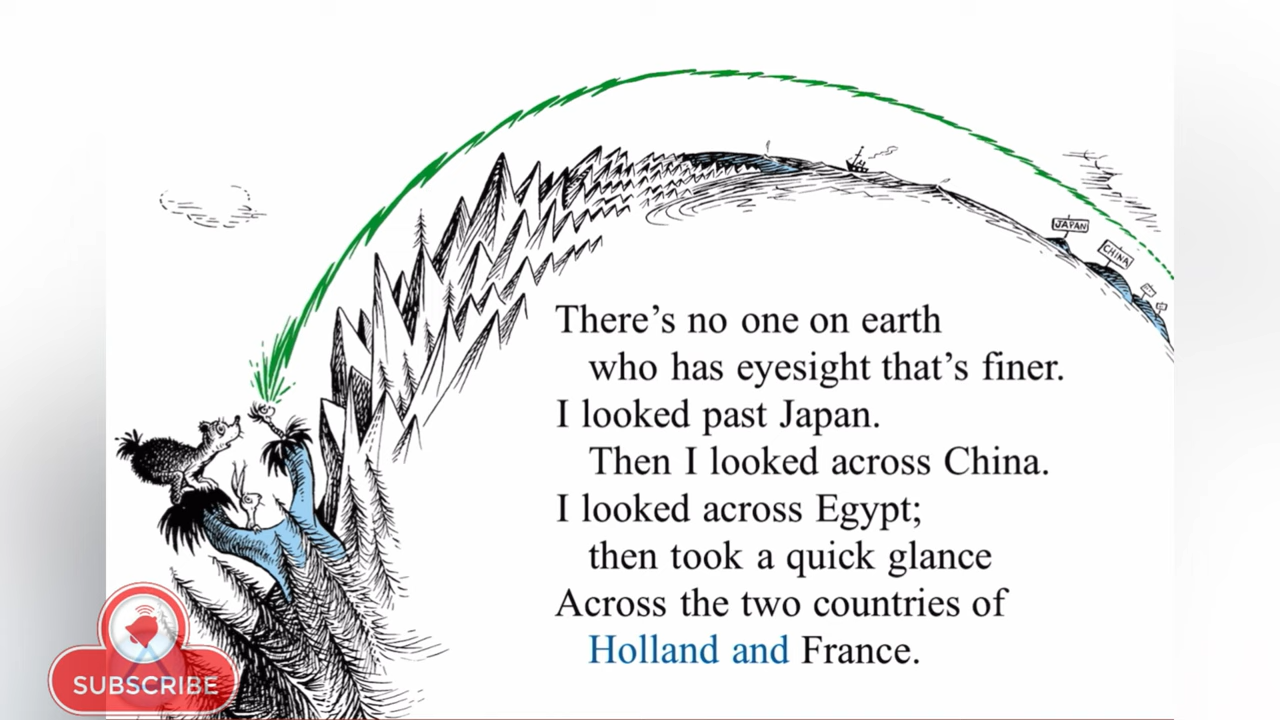 JAPAN
CHINA
There's no one on earth
who has eyesight that's finer.
I looked past Japan.
Then I looked across China.
I looked across Egypt;
then took a quick glance
Across the two countries of
Holland and France.
SUBSCRIBE